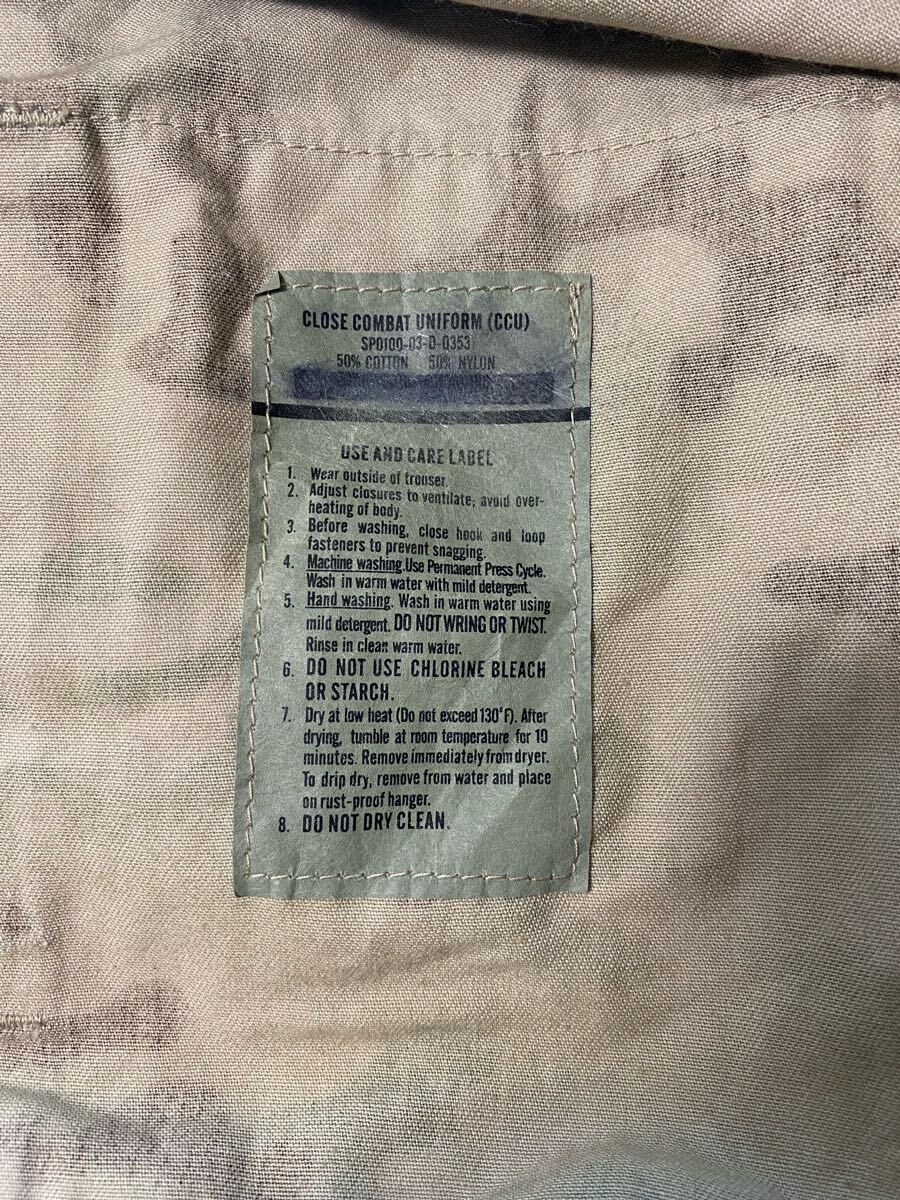 CLOSE COMBAT UNIFORM (CCU)
SP0100-03-D-0353
50% COTTON 50% NYLON
USE AND CARE LABEL
1. Wear outside of trouser.
2. Adjust closures to ventilate, avoid over-
heating of body.
3. Before washing, close hook and loop
fasteners to prevent snagging.
4. Machine washing.Use Permanent Press Cycle.
Wash in warm water with mild detergent.
5. Hand washing. Wash in warm water using
mild detergent. DO NOT WRING OR TWIST.
Rinse in clean warm water.
6. DO NOT USE CHLORINE BLEACH
OR STARCH.
7. Dry at low heat (Do not exceed 130°F). After
drying, tumble at room temperature for 10
minutes. Remove immediately from dryer.
To drip dry, remove from water and place
on rust-proof hanger.
8. DO NOT DRY CLEAN.